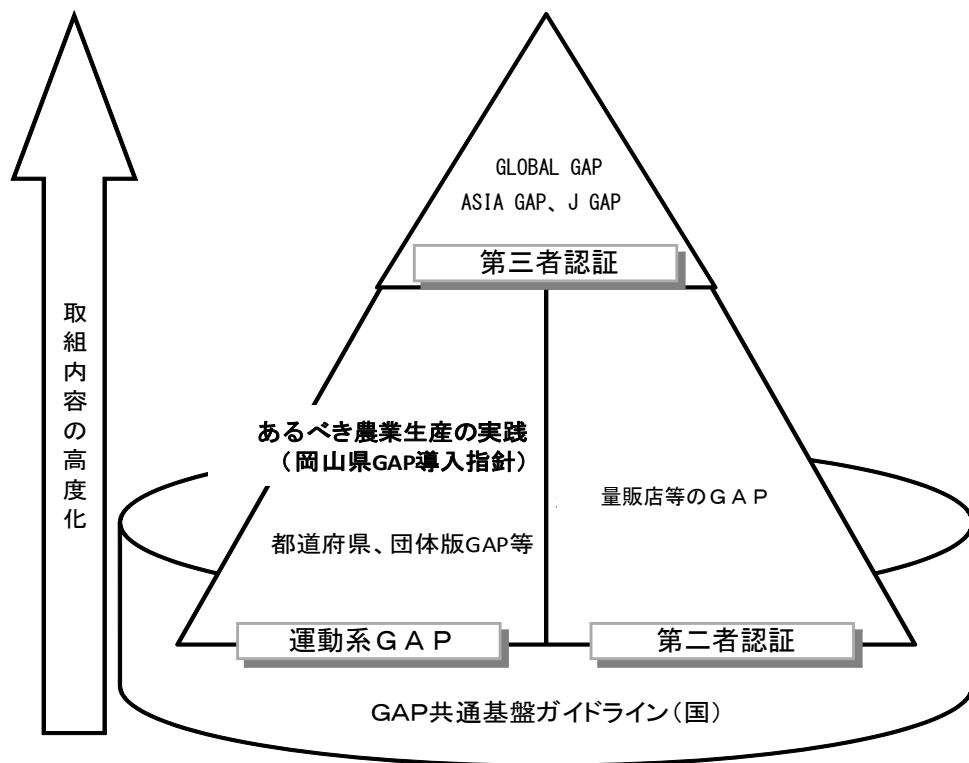 GLOBAL GAP
ASIA GAP、J GAP
第三者認証
取組内容の高度化
あるべき農業生産の実践
（岡山県GAP導入指針）
量販店等のＧＡＰ
都道府県、団体版GAP等
運動系ＧＡＰ
第二者認証
ＧＡＰ共通基盤ガイドライン（国）